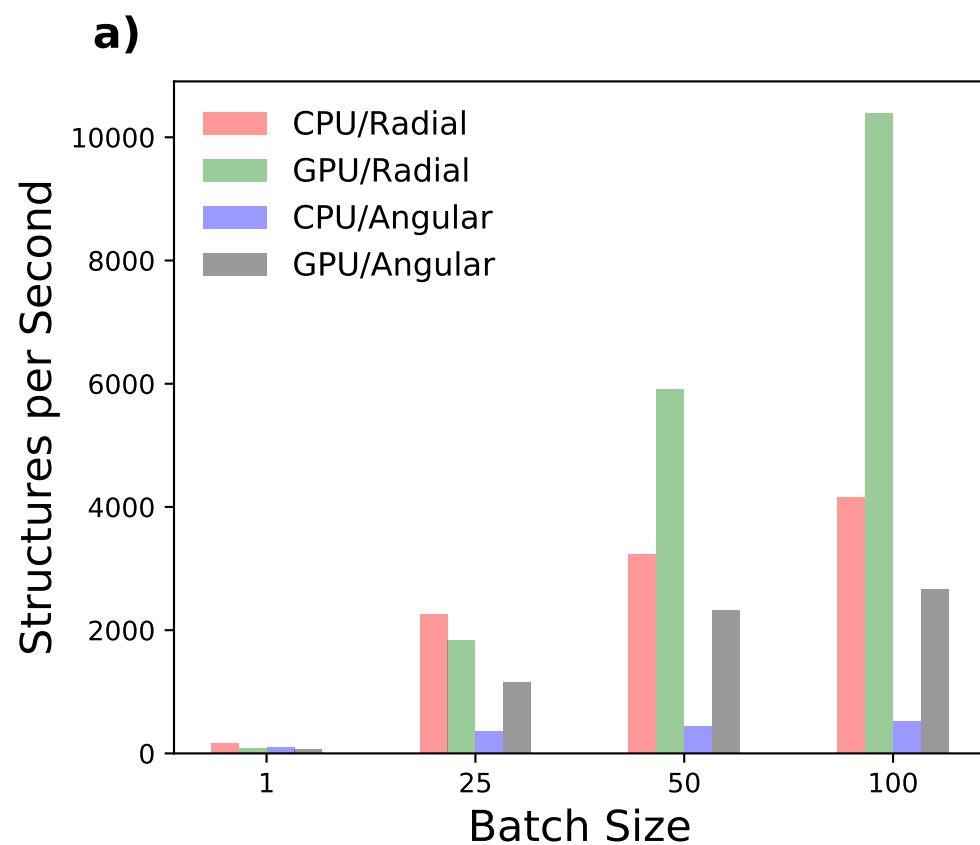 a)
CPU/Radial
GPU/Radial
CPU/Angular
GPU/Angular
Structures per Second
10000
8000
6000
4000
2000
0
1 25 50 100
Batch Size